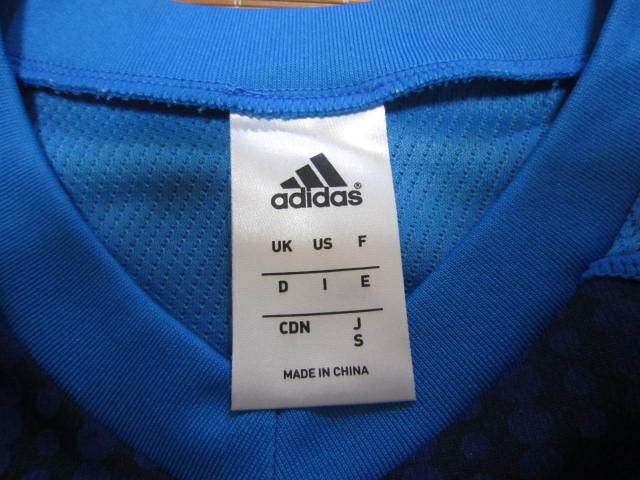 adidas®
UK US F
D I E
CDN J
S
MADE IN CHINA